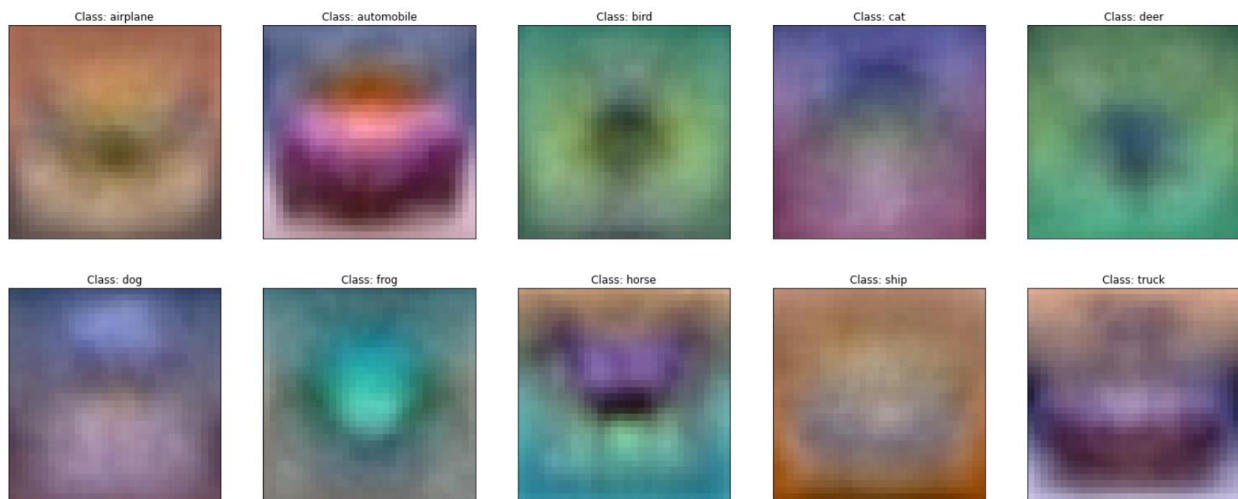 Class: airplane
Class: automobile
Class: bird
Class: cat
Class: deer
Class: dog
Class: frog
Class: horse
Class: ship
Class: truck